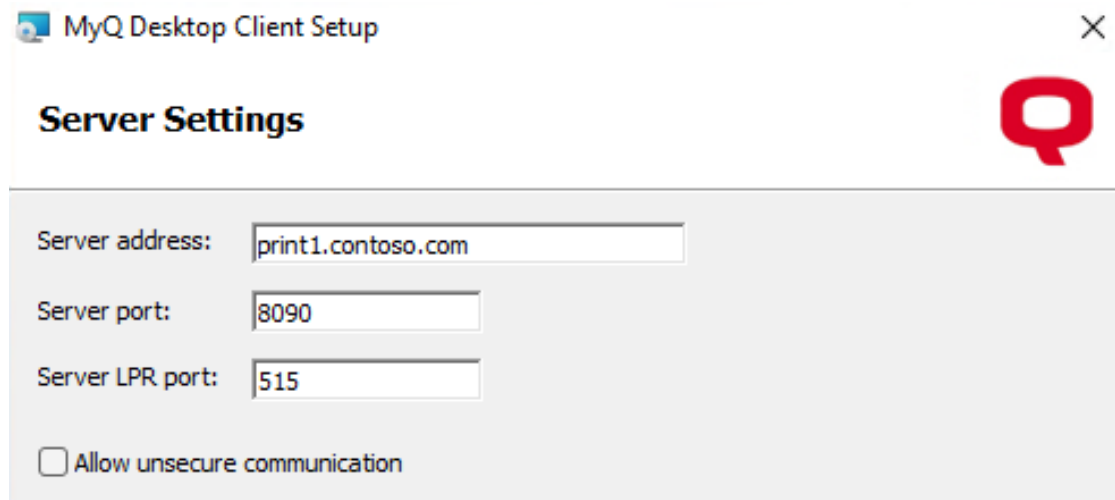 MyQ Desktop Client Setup
Server Settings
Server address: print1.contoso.com
Server port: 8090
Server LPR port: 515
Allow unsecure communication